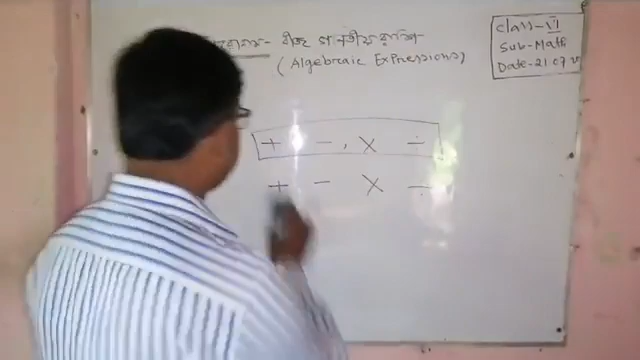 বীজ গানিতীয় রাশি
(Algebraic Expressions)
Class-VI
Sub-Math
+ -, × ÷
+ - × ÷